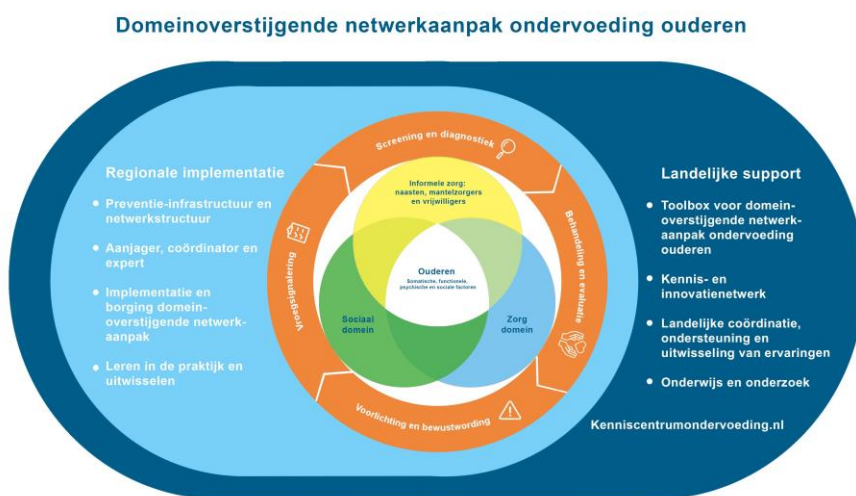 Domeinoverstijgende netwerkaanpak ondervoeding ouderen
Regionale implementatie
Preventie-infrastructuur en
netwerkstructuur
Aanjager, coördinator en
expert
Implementatie en
borging domein-
overstijgende netwerk-
aanpak
Leren in de praktijk en
uitwisselen
Screening en diagnostiek
Behandeling en evaluatie
Voorlichting en bewustwording
Vroegsignalering
Informele zorg:
naasten, mantelzorgers
en vrijwilligers
Ouderen
Somatische, functionele,
psychische en sociale factoren
Sociaal
domein
Zorg
domein
Landelijke support
Toolbox voor domein-
overstijgende netwerk-
aanpak ondervoeding
ouderen
Kennis- en
innovatienetwerk
Landelijke coördinatie,
ondersteuning en
uitwisseling van ervaringen
Onderwijs en onderzoek
Kenniscentrumondervoeding.nl